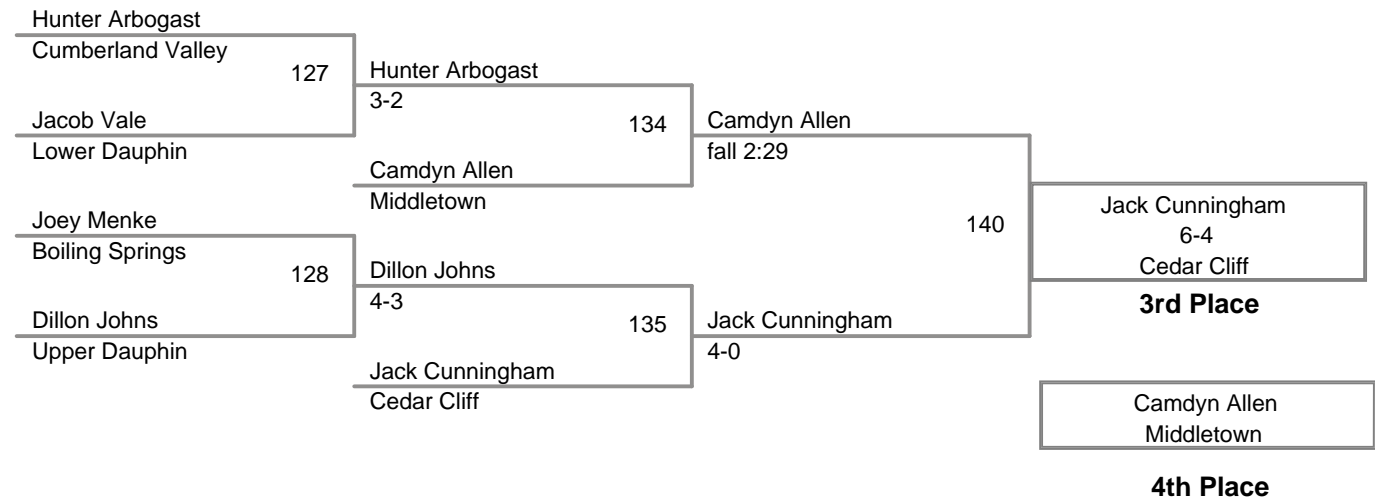 Hunter Arbogast
Cumberland Valley
127
Hunter Arbogast
3-2
Jacob Vale
Lower Dauphin
134
Camdyn Allen
fall 2:29
Camdyn Allen
Middletown
Joey Menke
Boiling Springs
128
Dillon Johns
4-3
Dillon Johns
Upper Dauphin
135
Jack Cunningham
4-0
Jack Cunningham
Cedar Cliff
140
Jack Cunningham
6-4
Cedar Cliff
3rd Place
Camdyn Allen
Middletown
4th Place